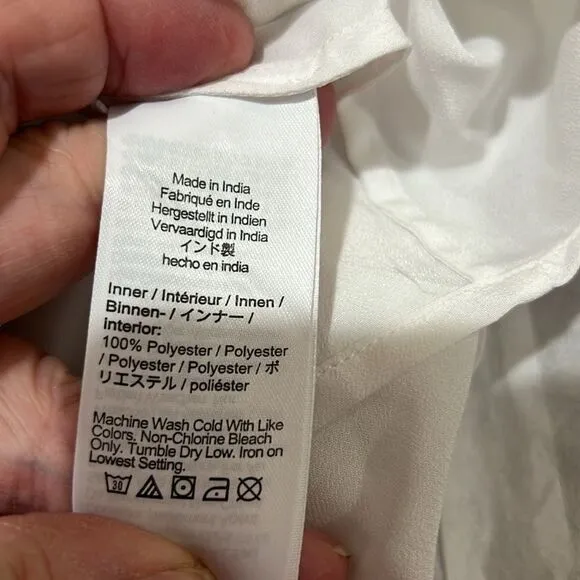 Made in India
Fabriqué en Inde
Hergestellt in Indien
Vervaardigd in India
インド製
hecho en india
Inner / Intérieur / Innen /
Binnen- / インナー /
Interior:
100% Polyester / Polyester
/ Polyester / Polyester / ポ
リエステル / poliéster
Machine Wash Cold With Like
Colors. Non-Chlorine Bleach
Only. Tumble Dry Low. Iron on
Lowest Setting.
30